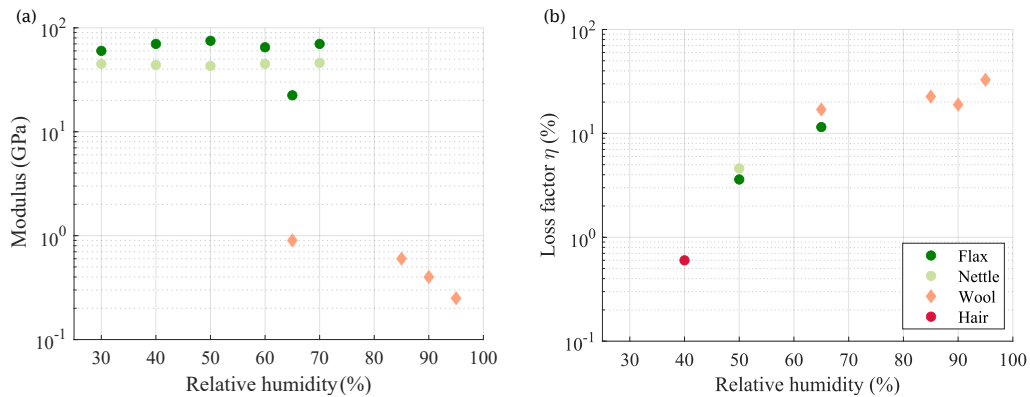 (a)
10^2
10^1
10^0
10^-1
Modulus (GPa)
30 40 50 60 70 80 90 100
Relative humidity (%)
(b)
10^2
10^1
10^0
10^-1
Loss factor η (%)
30 40 50 60 70 80 90 100
Relative humidity (%)
Flax
Nettle
Wool
Hair